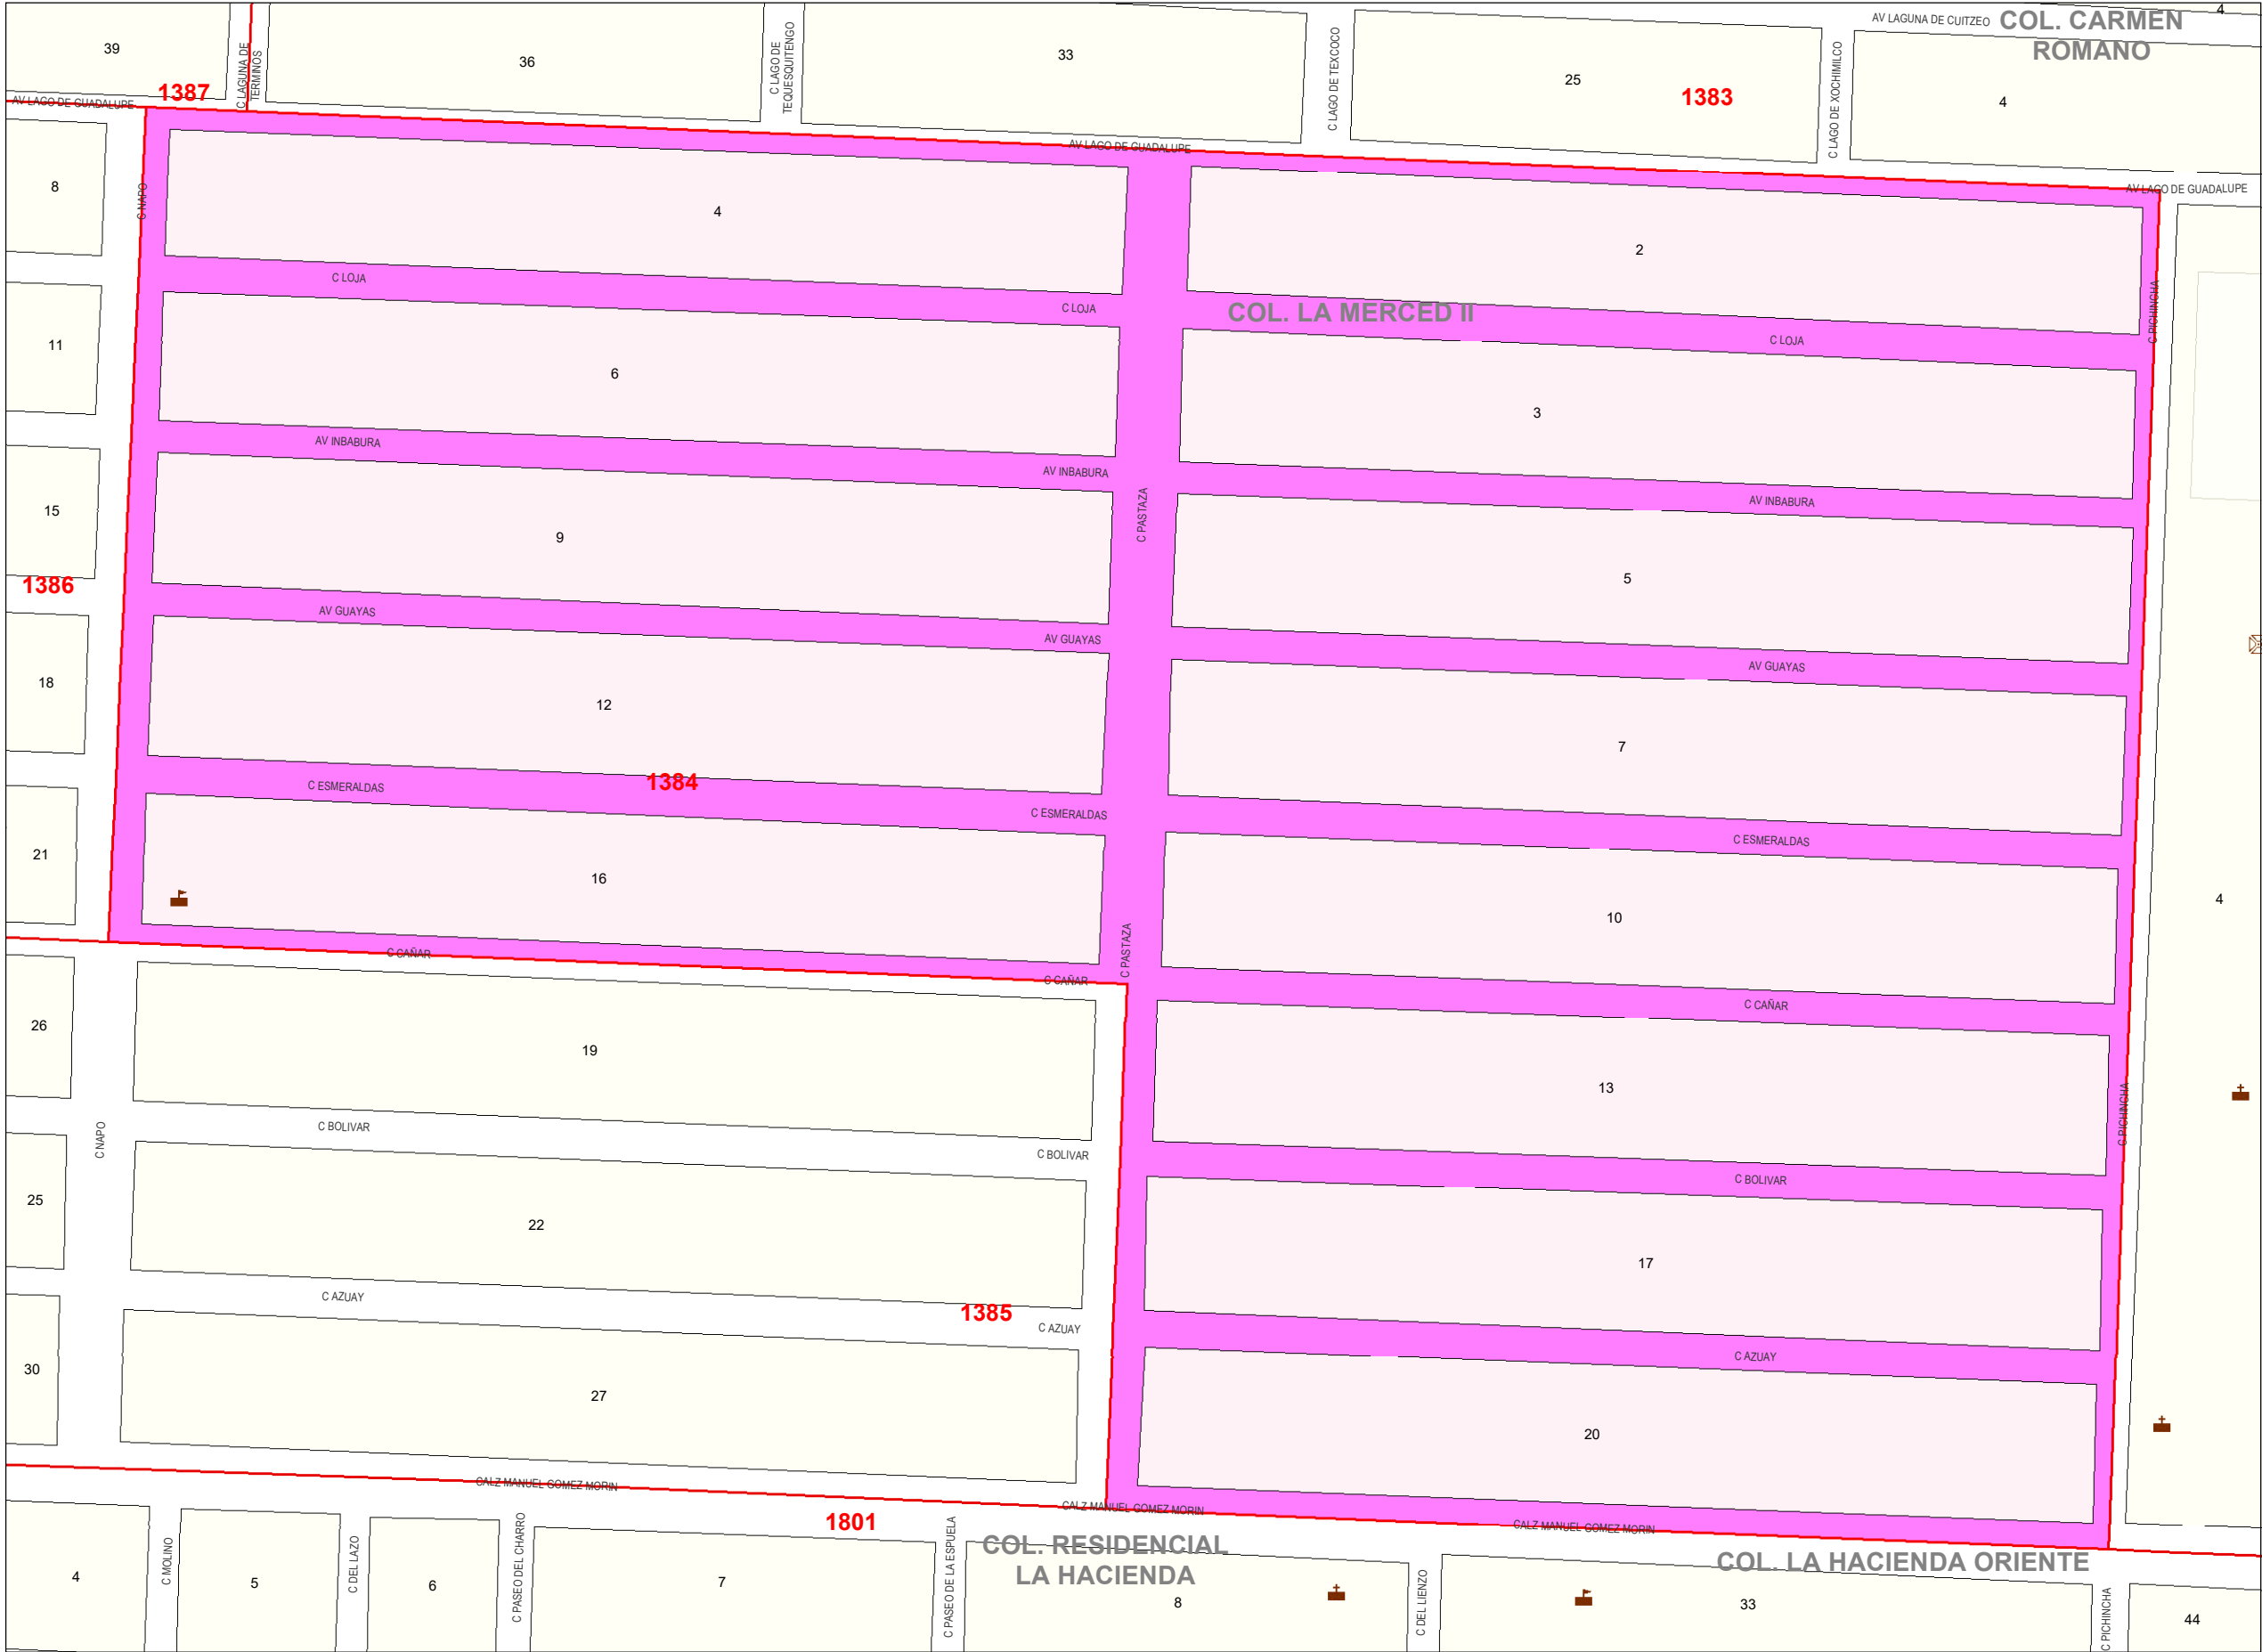 AV LAGUNA DE CUITZEO
COL. CARMEN
ROMANO
4
39
C LAGUNA DE
TERMINOS
36
C LAGO DE
TEQUESQUITENGO
33
C LAGO DE TEXCOCO
25
1383
C LAGO DE XOCHIMILCO
4
1387
AV LAGO DE GUADALUPE
AV LAGO DE GUADALUPE
AV LAGO DE GUADALUPE
8
C NAPO
4
2
C LOJA
C LOJA
COL. LA MERCED II
C LOJA
C PICHINCHA
11
6
3
AV INBABURA
AV INBABURA
AV INBABURA
15
9
C PASTAZA
5
1386
AV GUAYAS
AV GUAYAS
AV GUAYAS
18
12
7
1384
C ESMERALDAS
C ESMERALDAS
C ESMERALDAS
21
16
10
4
C CAÑAR
C CAÑAR
C PASTAZA
C CAÑAR
26
19
13
C NAPO
C BOLIVAR
C BOLIVAR
C BOLIVAR
C PICHINCHA
25
22
17
C AZUAY
1385
C AZUAY
C AZUAY
30
27
20
CALZ MANUEL GOMEZ MORIN
CALZ MANUEL GOMEZ MORIN
CALZ MANUEL GOMEZ MORIN
1801
COL. RESIDENCIAL
LA HACIENDA
COL. LA HACIENDA ORIENTE
4
C MOLINO
5
C DEL LAZO
6
C PASEO DEL CHARRO
7
C PASEO DE LA ESPUELA
8
C DEL LIENZO
33
C PICHINCHA
44